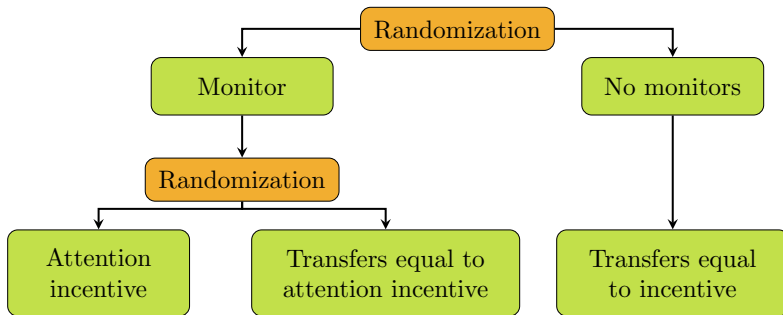 Randomization
Monitor
No monitors
Randomization
Attention
incentive
Transfers equal to
attention incentive
Transfers equal
to incentive